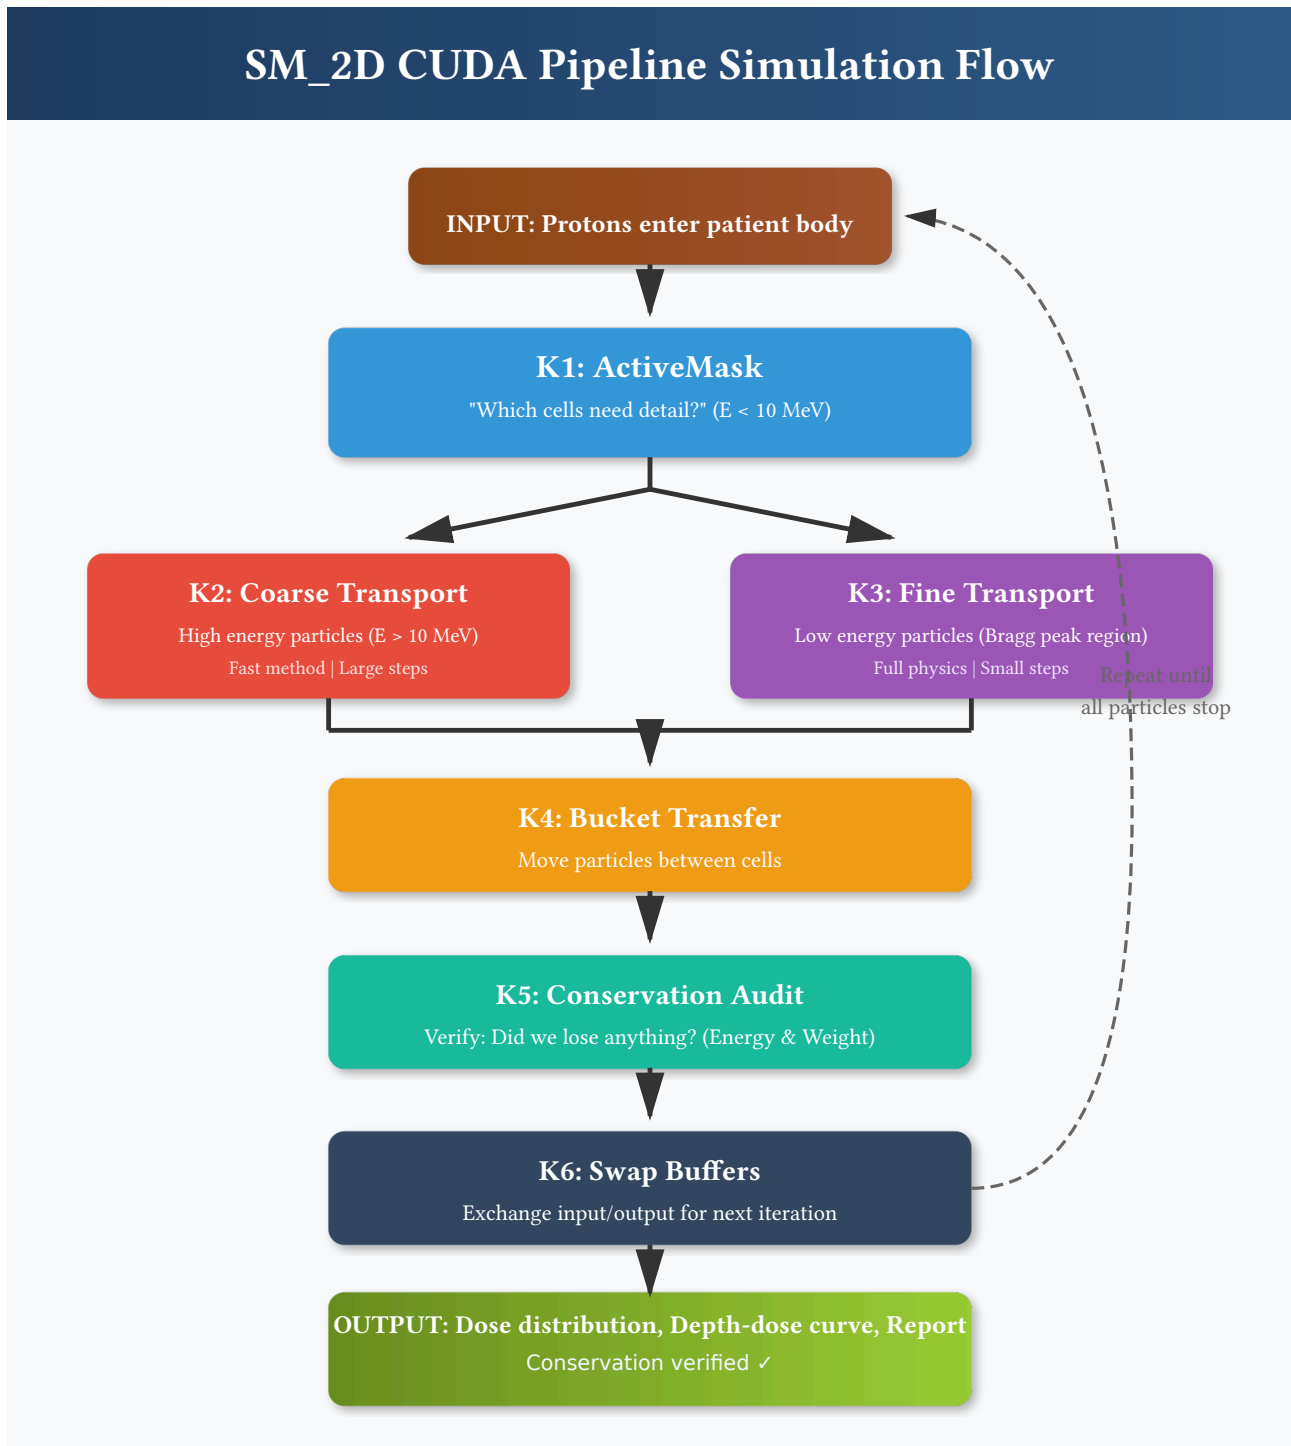 SM_2D CUDA Pipeline Simulation Flow
INPUT: Protons enter patient body
K1: ActiveMask
"Which cells need detail?" (E < 10 MeV)
K2: Coarse Transport
High energy particles (E > 10 MeV)
Fast method | Large steps
K3: Fine Transport
Low energy particles (Bragg peak region)
Full physics | Small steps
Repeat until
all particles stop
K4: Bucket Transfer
Move particles between cells
K5: Conservation Audit
Verify: Did we lose anything? (Energy & Weight)
K6: Swap Buffers
Exchange input/output for next iteration
OUTPUT: Dose distribution, Depth-dose curve, Report
Conservation verified ✓